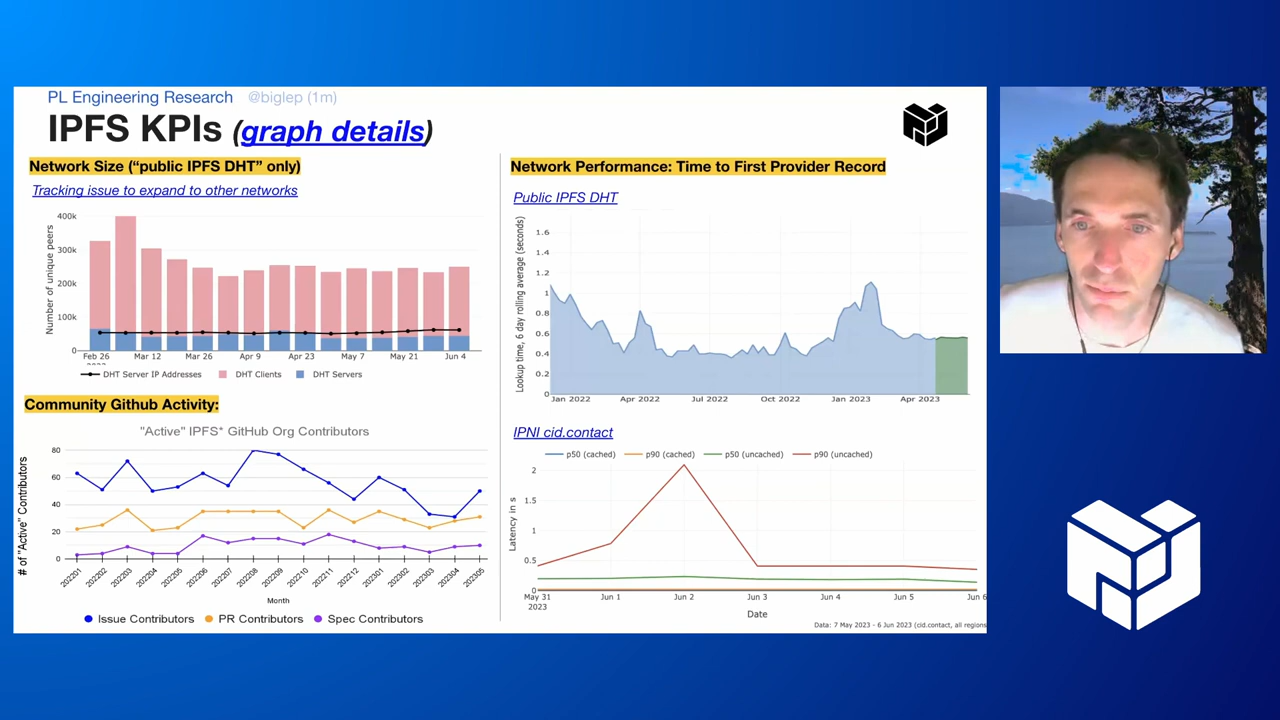 PL Engineering Research @biglep (1m)
IPFS KPIs (graph details)
Network Size (“public IPFS DHT” only)
Tracking issue to expand to other networks
Number of unique peers
400k
300k
200k
100k
0
Feb 26
Mar 12
Mar 26
Apr 9
Apr 23
May 7
May 21
Jun 4
DHT Server IP Addresses
DHT Clients
DHT Servers
Community Github Activity:
"Active" IPFS* GitHub Org Contributors
# of "Active" Contributors
80
60
40
20
0
202201
202202
202203
202204
202205
202206
202207
202208
202209
202210
202211
202212
202301
202302
202303
202304
202305
Month
Issue Contributors
PR Contributors
Spec Contributors
Network Performance: Time to First Provider Record
Public IPFS DHT
Lookup time, 6 day rolling average (seconds)
1.6
1.4
1.2
1
0.8
0.6
0.4
0.2
0
Jan 2022
Apr 2022
Jul 2022
Oct 2022
Jan 2023
Apr 2023
IPNI cid.contact
p50 (cached)
p90 (cached)
p50 (uncached)
p90 (uncached)
Latency in s
2
1.5
1
0.5
0
May 31
2023
Jun 1
Jun 2
Jun 3
Jun 4
Jun 5
Jun 6
Date
Data: 7 May 2023 - 6 Jun 2023 (cid.contact, all regions